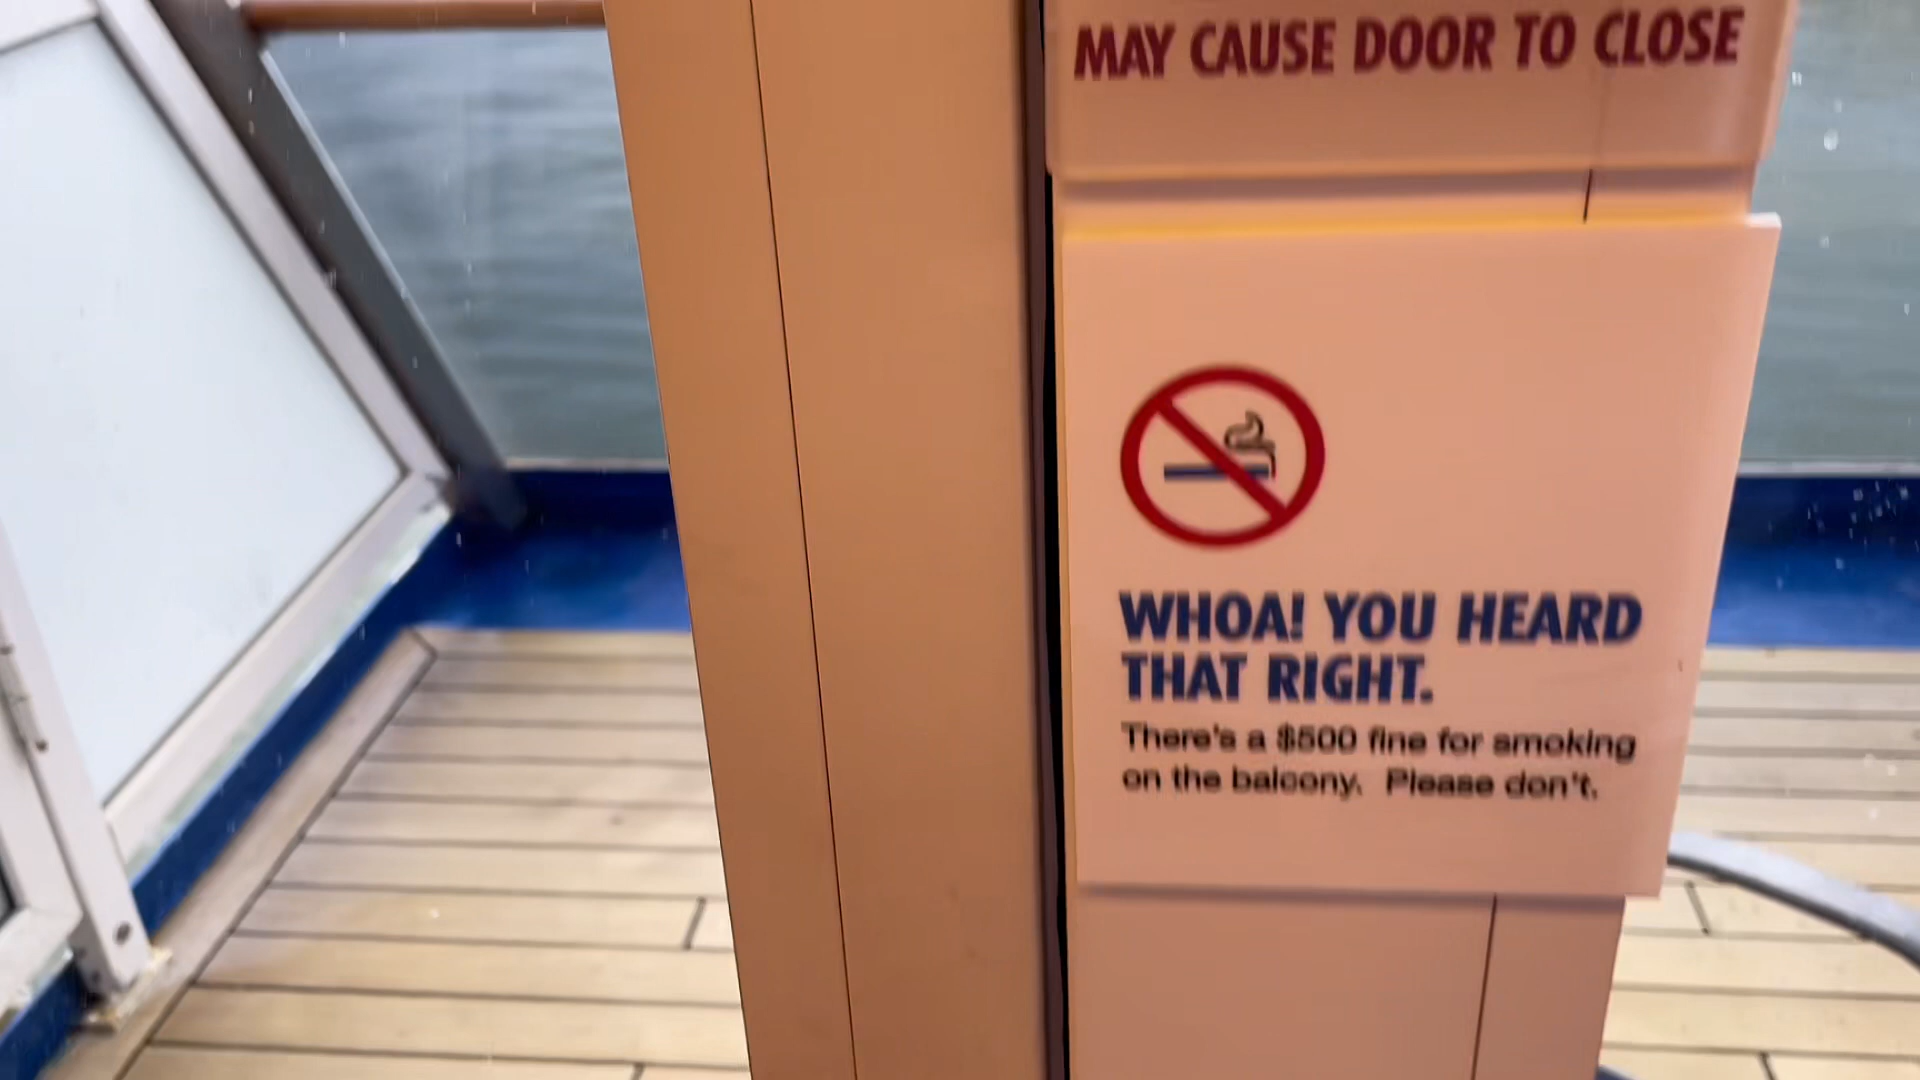 MAY CAUSE DOOR TO CLOSE
WHOA! YOU HEARD
THAT RIGHT.
There's a $500 fine for smoking
on the balcony. Please don't.